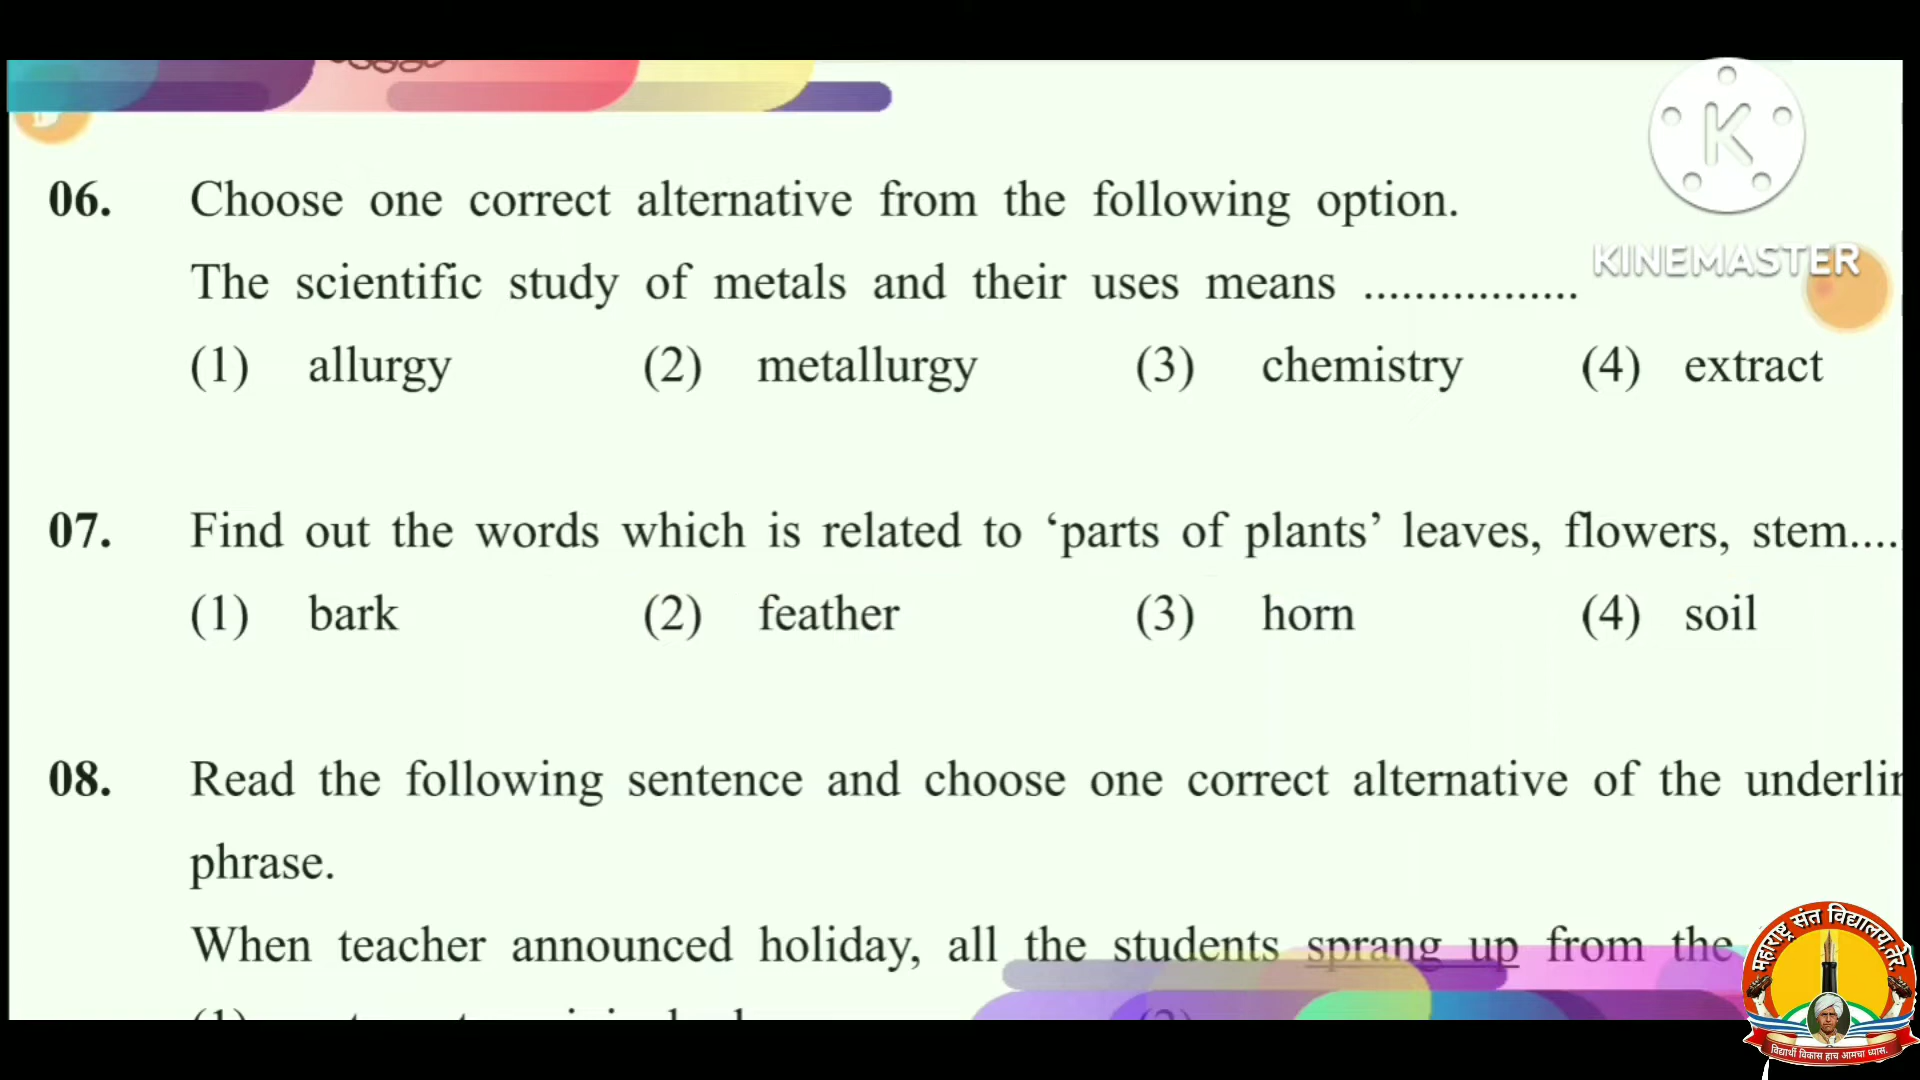 K
KINEMASTER
06. Choose one correct alternative from the following option.
The scientific study of metals and their uses means .................
(1) allurgy (2) metallurgy (3) chemistry (4) extract
07. Find out the words which is related to ‘parts of plants’ leaves, flowers, stem....
(1) bark (2) feather (3) horn (4) soil
08. Read the following sentence and choose one correct alternative of the underlin
phrase.
When teacher announced holiday, all the students sprang up from the
महाराष्ट्र संत विद्यालय, तेर.
विद्यार्थी विकास हाच आमचा ध्यास.